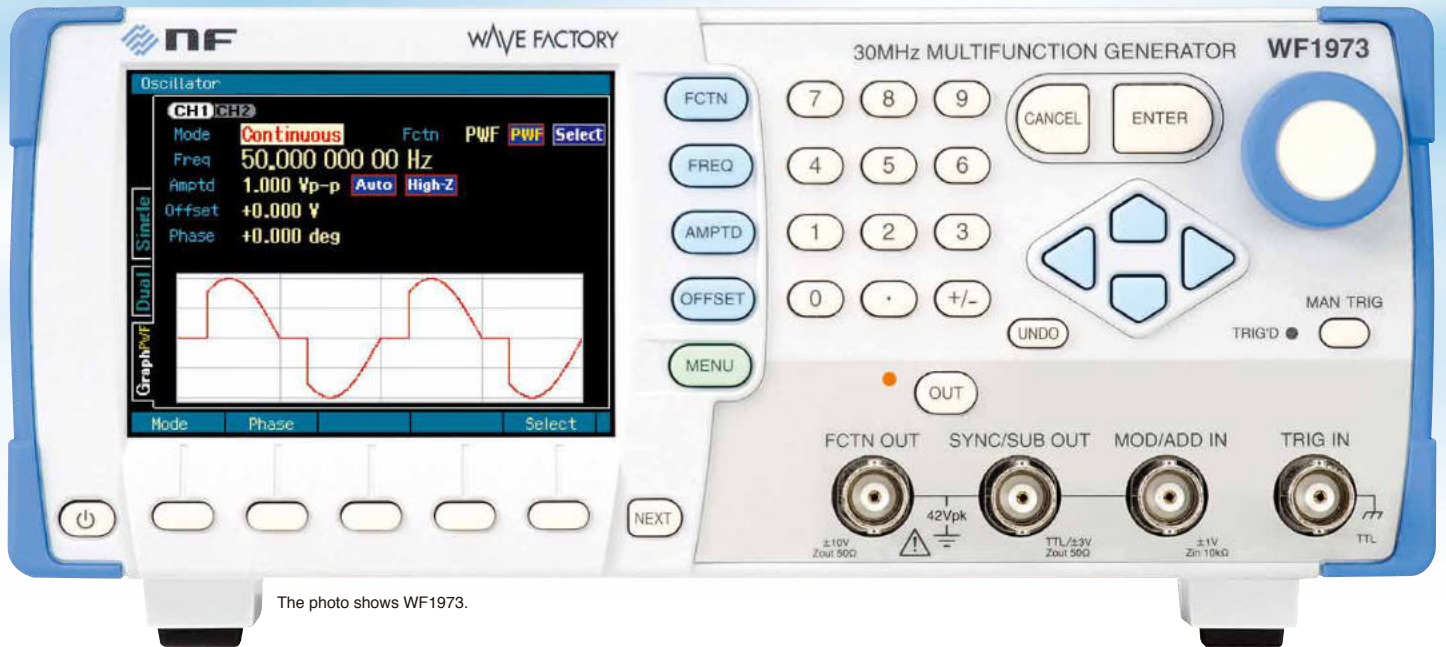 nF
WAVE FACTORY
30MHz MULTIFUNCTION GENERATOR WF1973
Oscillator
CH1 CH2
Mode Continuous Fctn PWF PWF Select
Freq 50.000 000 00 Hz
Amptd 1.000 Vp-p Auto High-Z
Offset +0.000 V
Phase +0.000 deg
Single
Dual
GraphPWF
Mode Phase Select
FCTN
FREQ
AMPTD
OFFSET
MENU
NEXT
7 8 9
4 5 6
1 2 3
0 . +/-
CANCEL ENTER
UNDO
MAN TRIG
TRIG'D
OUT
FCTN OUT SYNC/SUB OUT MOD/ADD IN TRIG IN
±10V
Zout 50Ω
42Vpk
TTL/±3V
Zout 50Ω
±1V
Zin 10kΩ
TTL
The photo shows WF1973.